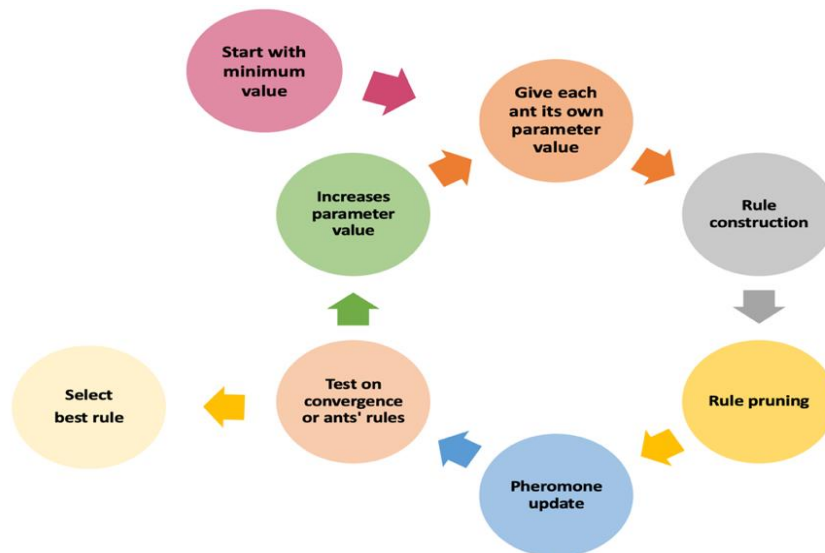 Start with
minimum
value
Give each
ant its own
parameter
value
Rule
construction
Rule pruning
Pheromone
update
Test on
convergence
or ants' rules
Increases
parameter
value
Select
best rule